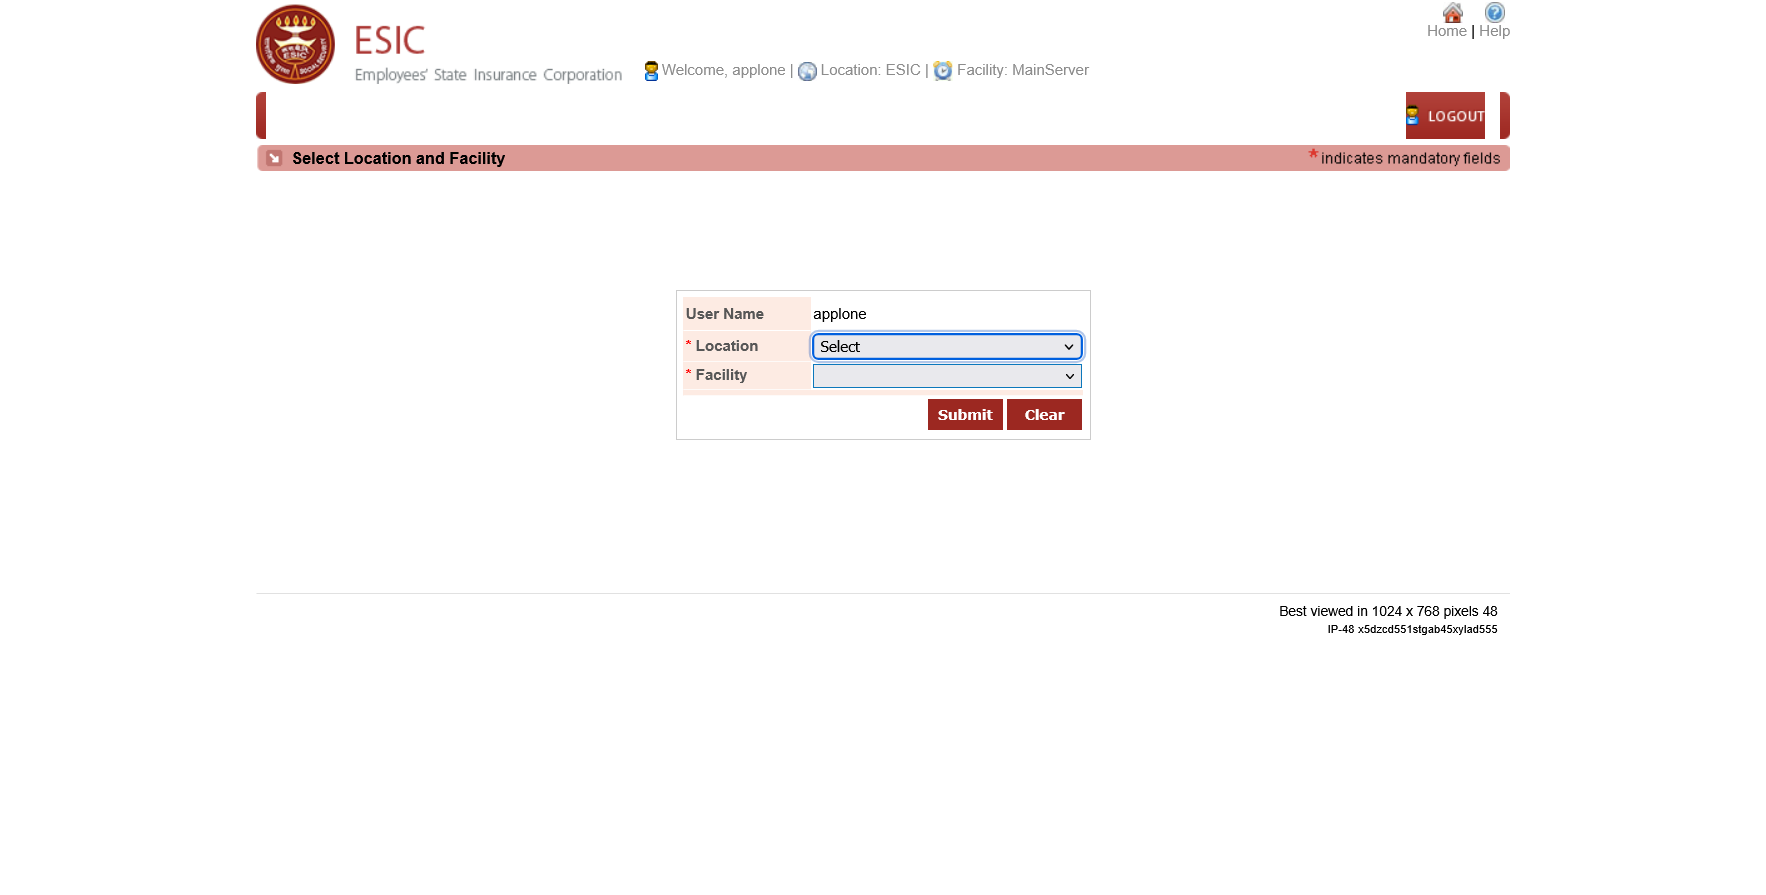 ESIC
Employees' State Insurance Corporation
Welcome, applone | Location: ESIC | Facility: MainServer
Home | Help
LOGOUT
Select Location and Facility
*indicates mandatory fields
User Name applone
* Location Select
* Facility
Submit Clear
Best viewed in 1024 x 768 pixels 48
IP-48 x5dzcd551stgab45xylad555